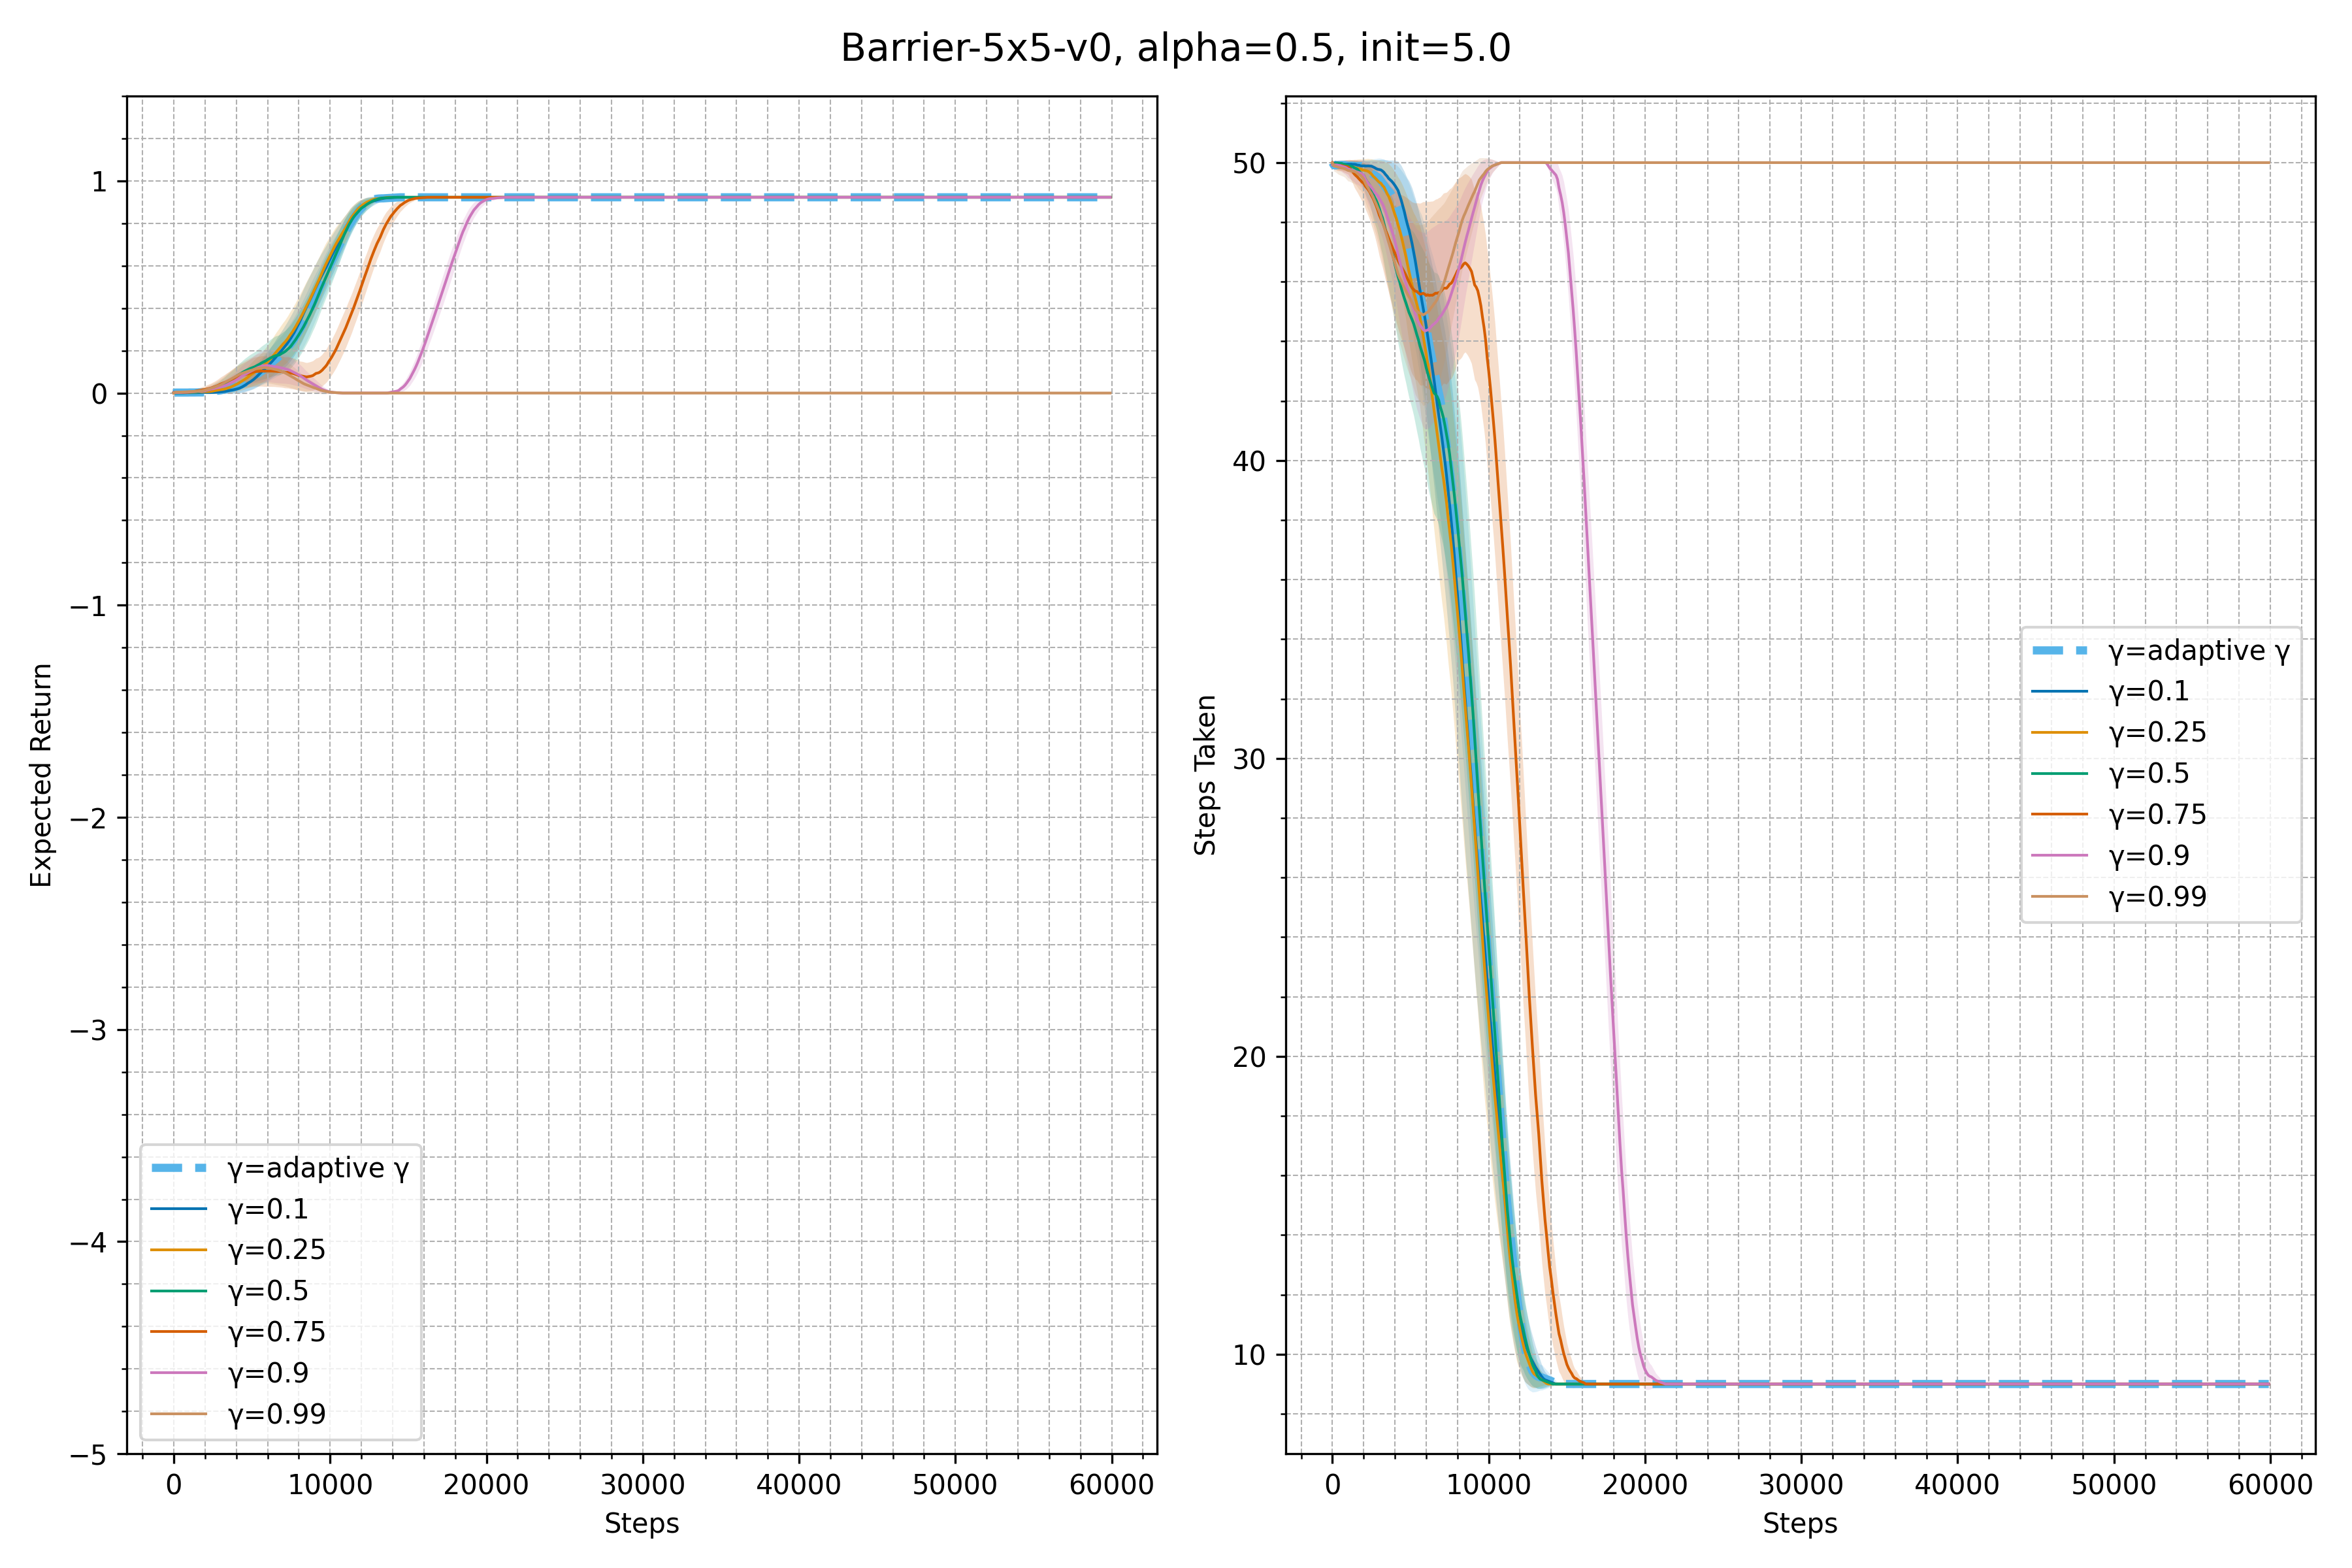 Barrier-5x5-v0, alpha=0.5, init=5.0
Expected Return
1
0
−1
−2
−3
−4
−5
γ=adaptive γ
γ=0.1
γ=0.25
γ=0.5
γ=0.75
γ=0.9
γ=0.99
0 10000 20000 30000 40000 50000 60000
Steps
Steps Taken
50
40
30
20
10
γ=adaptive γ
γ=0.1
γ=0.25
γ=0.5
γ=0.75
γ=0.9
γ=0.99
0 10000 20000 30000 40000 50000 60000
Steps